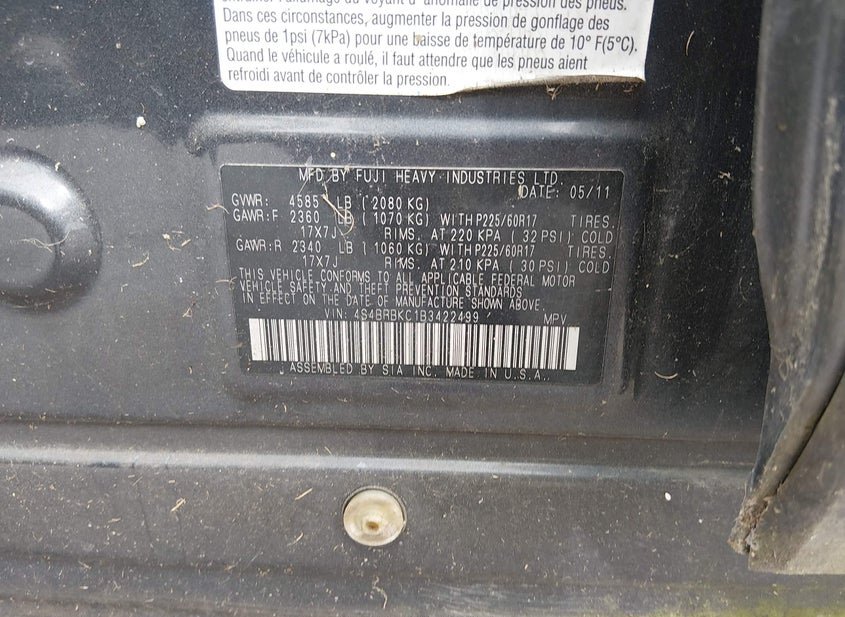 Dans ces circonstances, augmenter la pression de gonflage des
pneus de 1psi (7kPa) pour une baisse de température de 10° F(5°C).
Quand le véhicule a roulé, il faut attendre que les pneus aient
refroidi avant de contrôler la pression.
MFD BY FUJI HEAVY INDUSTRIES LTD.
DATE: 05/11
GVWR: 4585 LB ( 2080 KG)
GAWR:F 2360 LB ( 1070 KG) WITH P225/60R17 TIRES.
17X7J RIMS. AT 220 KPA ( 32 PSI) COLD
GAWR:R 2340 LB ( 1060 KG) WITH P225/60R17 TIRES.
17X7J RIMS. AT 210 KPA ( 30 PSI) COLD
THIS VEHICLE CONFORMS TO ALL APPLICABLE FEDERAL MOTOR
VEHICLE SAFETY AND THEFT PREVENTION STANDARDS
IN EFFECT ON THE DATE OF MANUFACTURE SHOWN ABOVE.
VIN: 4S4BRBKC1B3422499 MPV
ASSEMBLED BY SIA INC. MADE IN U.S.A.